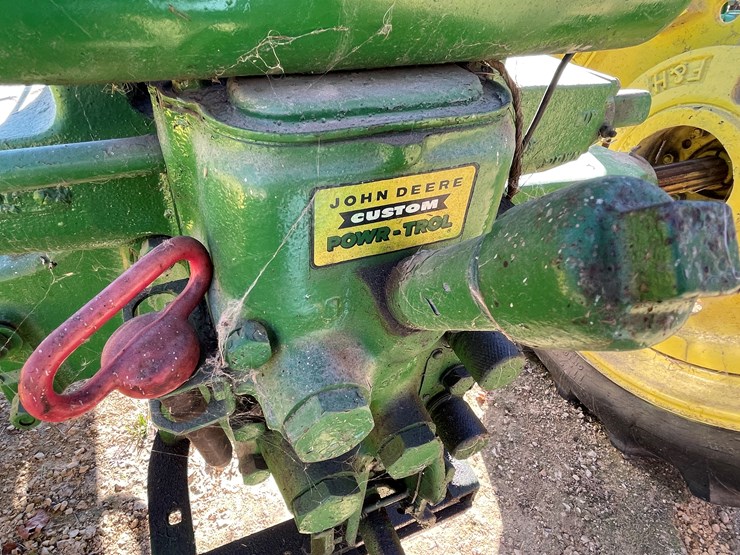 JOHN DEERE
CUSTOM
POWR-TROL
F&H